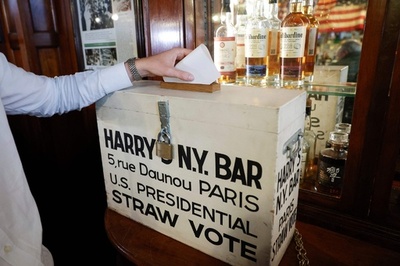 HARRY'S N.Y. BAR
5, rue Daunou PARIS
U.S. PRESIDENTIAL
STRAW VOTE